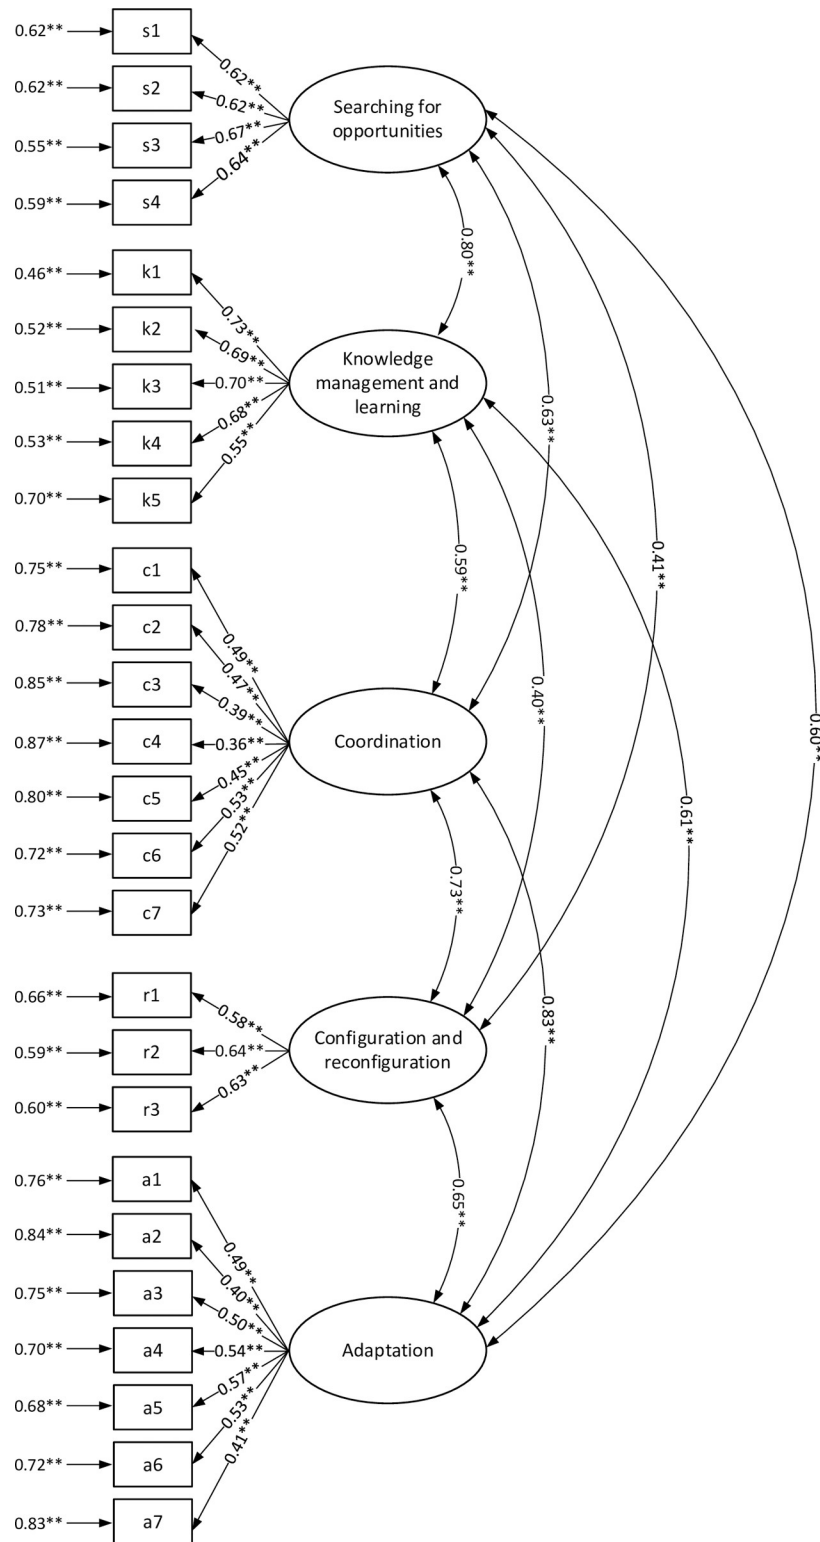 0.62**
s1
0.62**
Searching for
opportunities
0.62**
s2
0.62**
0.55**
s3
0.67**
0.59**
s4
0.64**
0.80**
0.46**
k1
0.73**
Knowledge
management and
learning
0.52**
k2
0.69**
0.51**
k3
0.70**
0.53**
k4
0.68**
0.70**
k5
0.55**
0.63**
0.41**
0.59**
0.75**
c1
0.49**
0.78**
c2
0.47**
0.85**
c3
0.39**
0.40**
0.60**
0.87**
c4
0.36**
Coordination
0.80**
c5
0.45**
0.61**
0.72**
c6
0.53**
0.73**
c7
0.52**
0.73**
0.66**
r1
0.58**
0.83**
Configuration and
reconfiguration
0.59**
r2
0.64**
0.60**
r3
0.63**
0.65**
0.76**
a1
0.49**
0.84**
a2
0.40**
0.75**
a3
0.50**
0.70**
a4
0.54**
Adaptation
0.68**
a5
0.57**
0.72**
a6
0.53**
0.83**
a7
0.41**